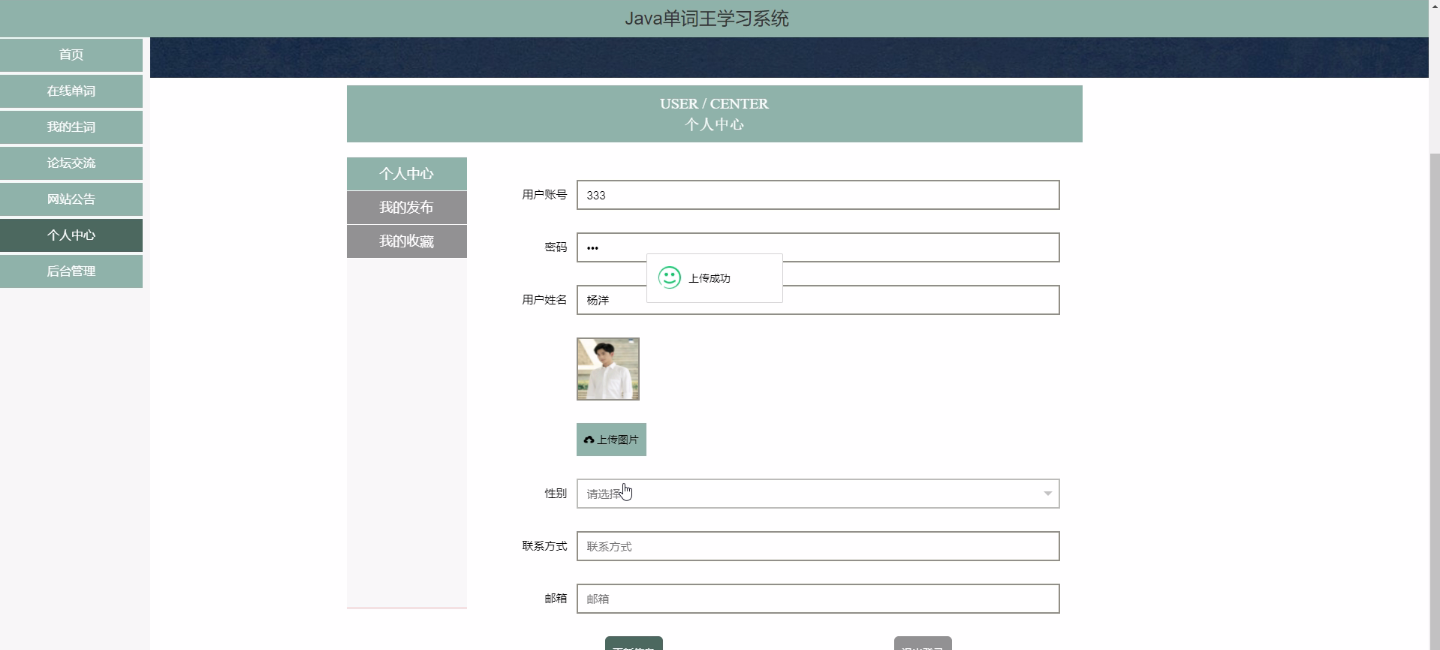 Java单词王学习系统
首页
在线单词
我的生词
论坛交流
网站公告
个人中心
后台管理
USER / CENTER
个人中心
个人中心
我的发布
我的收藏
用户账号 333
密码 •••
上传成功
用户姓名 杨洋
上传图片
性别 请选择
联系方式 联系方式
邮箱 邮箱